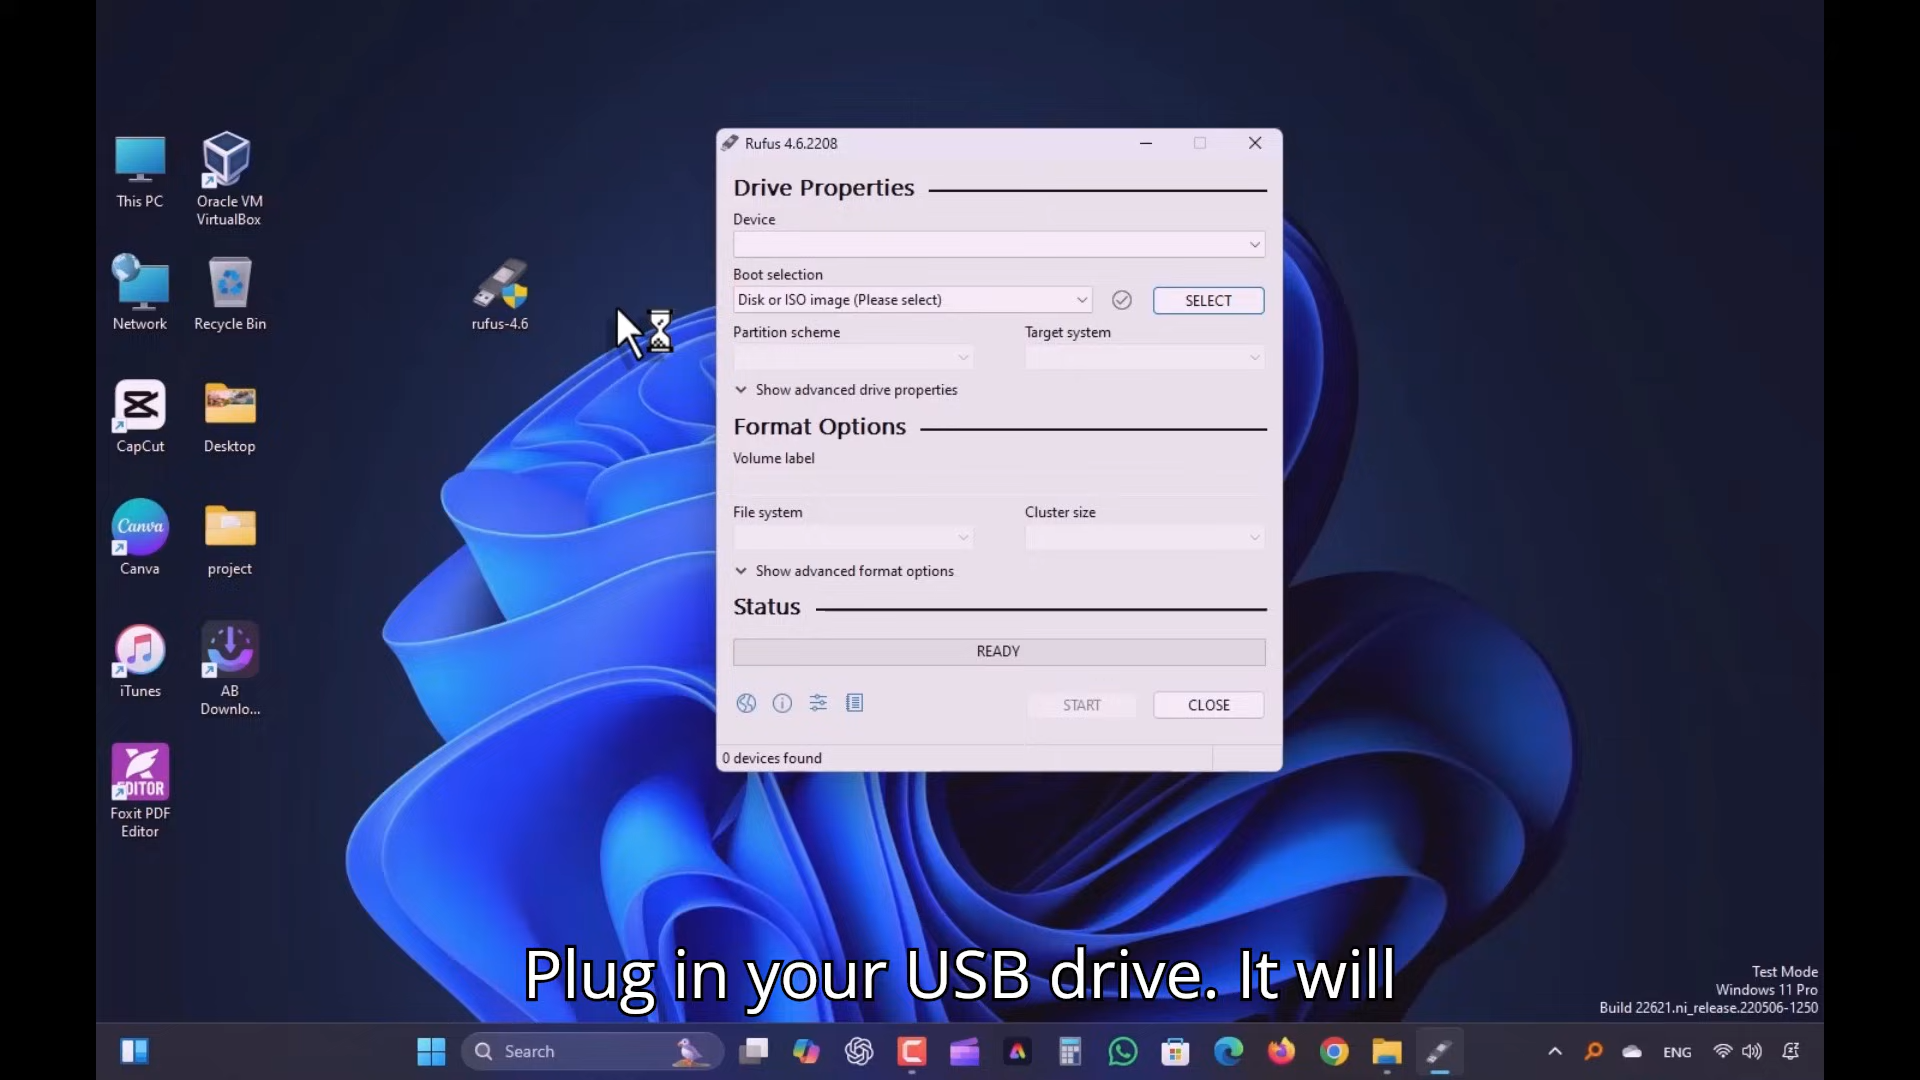 Rufus 4.6.2208
Drive Properties
Device
Boot selection
Disk or ISO image (Please select)
SELECT
Partition scheme
Target system
Show advanced drive properties
Format Options
Volume label
File system
Cluster size
Show advanced format options
Status
READY
START
CLOSE
0 devices found
This PC
Oracle VM
VirtualBox
Network
Recycle Bin
rufus-4.6
CapCut
Desktop
Canva
Canva
project
iTunes
AB
Downlo...
EDITOR
Foxit PDF
Editor
Plug in your USB drive. It will
Test Mode
Windows 11 Pro
Build 22621.ni_release.220506-1250
Search
ENG